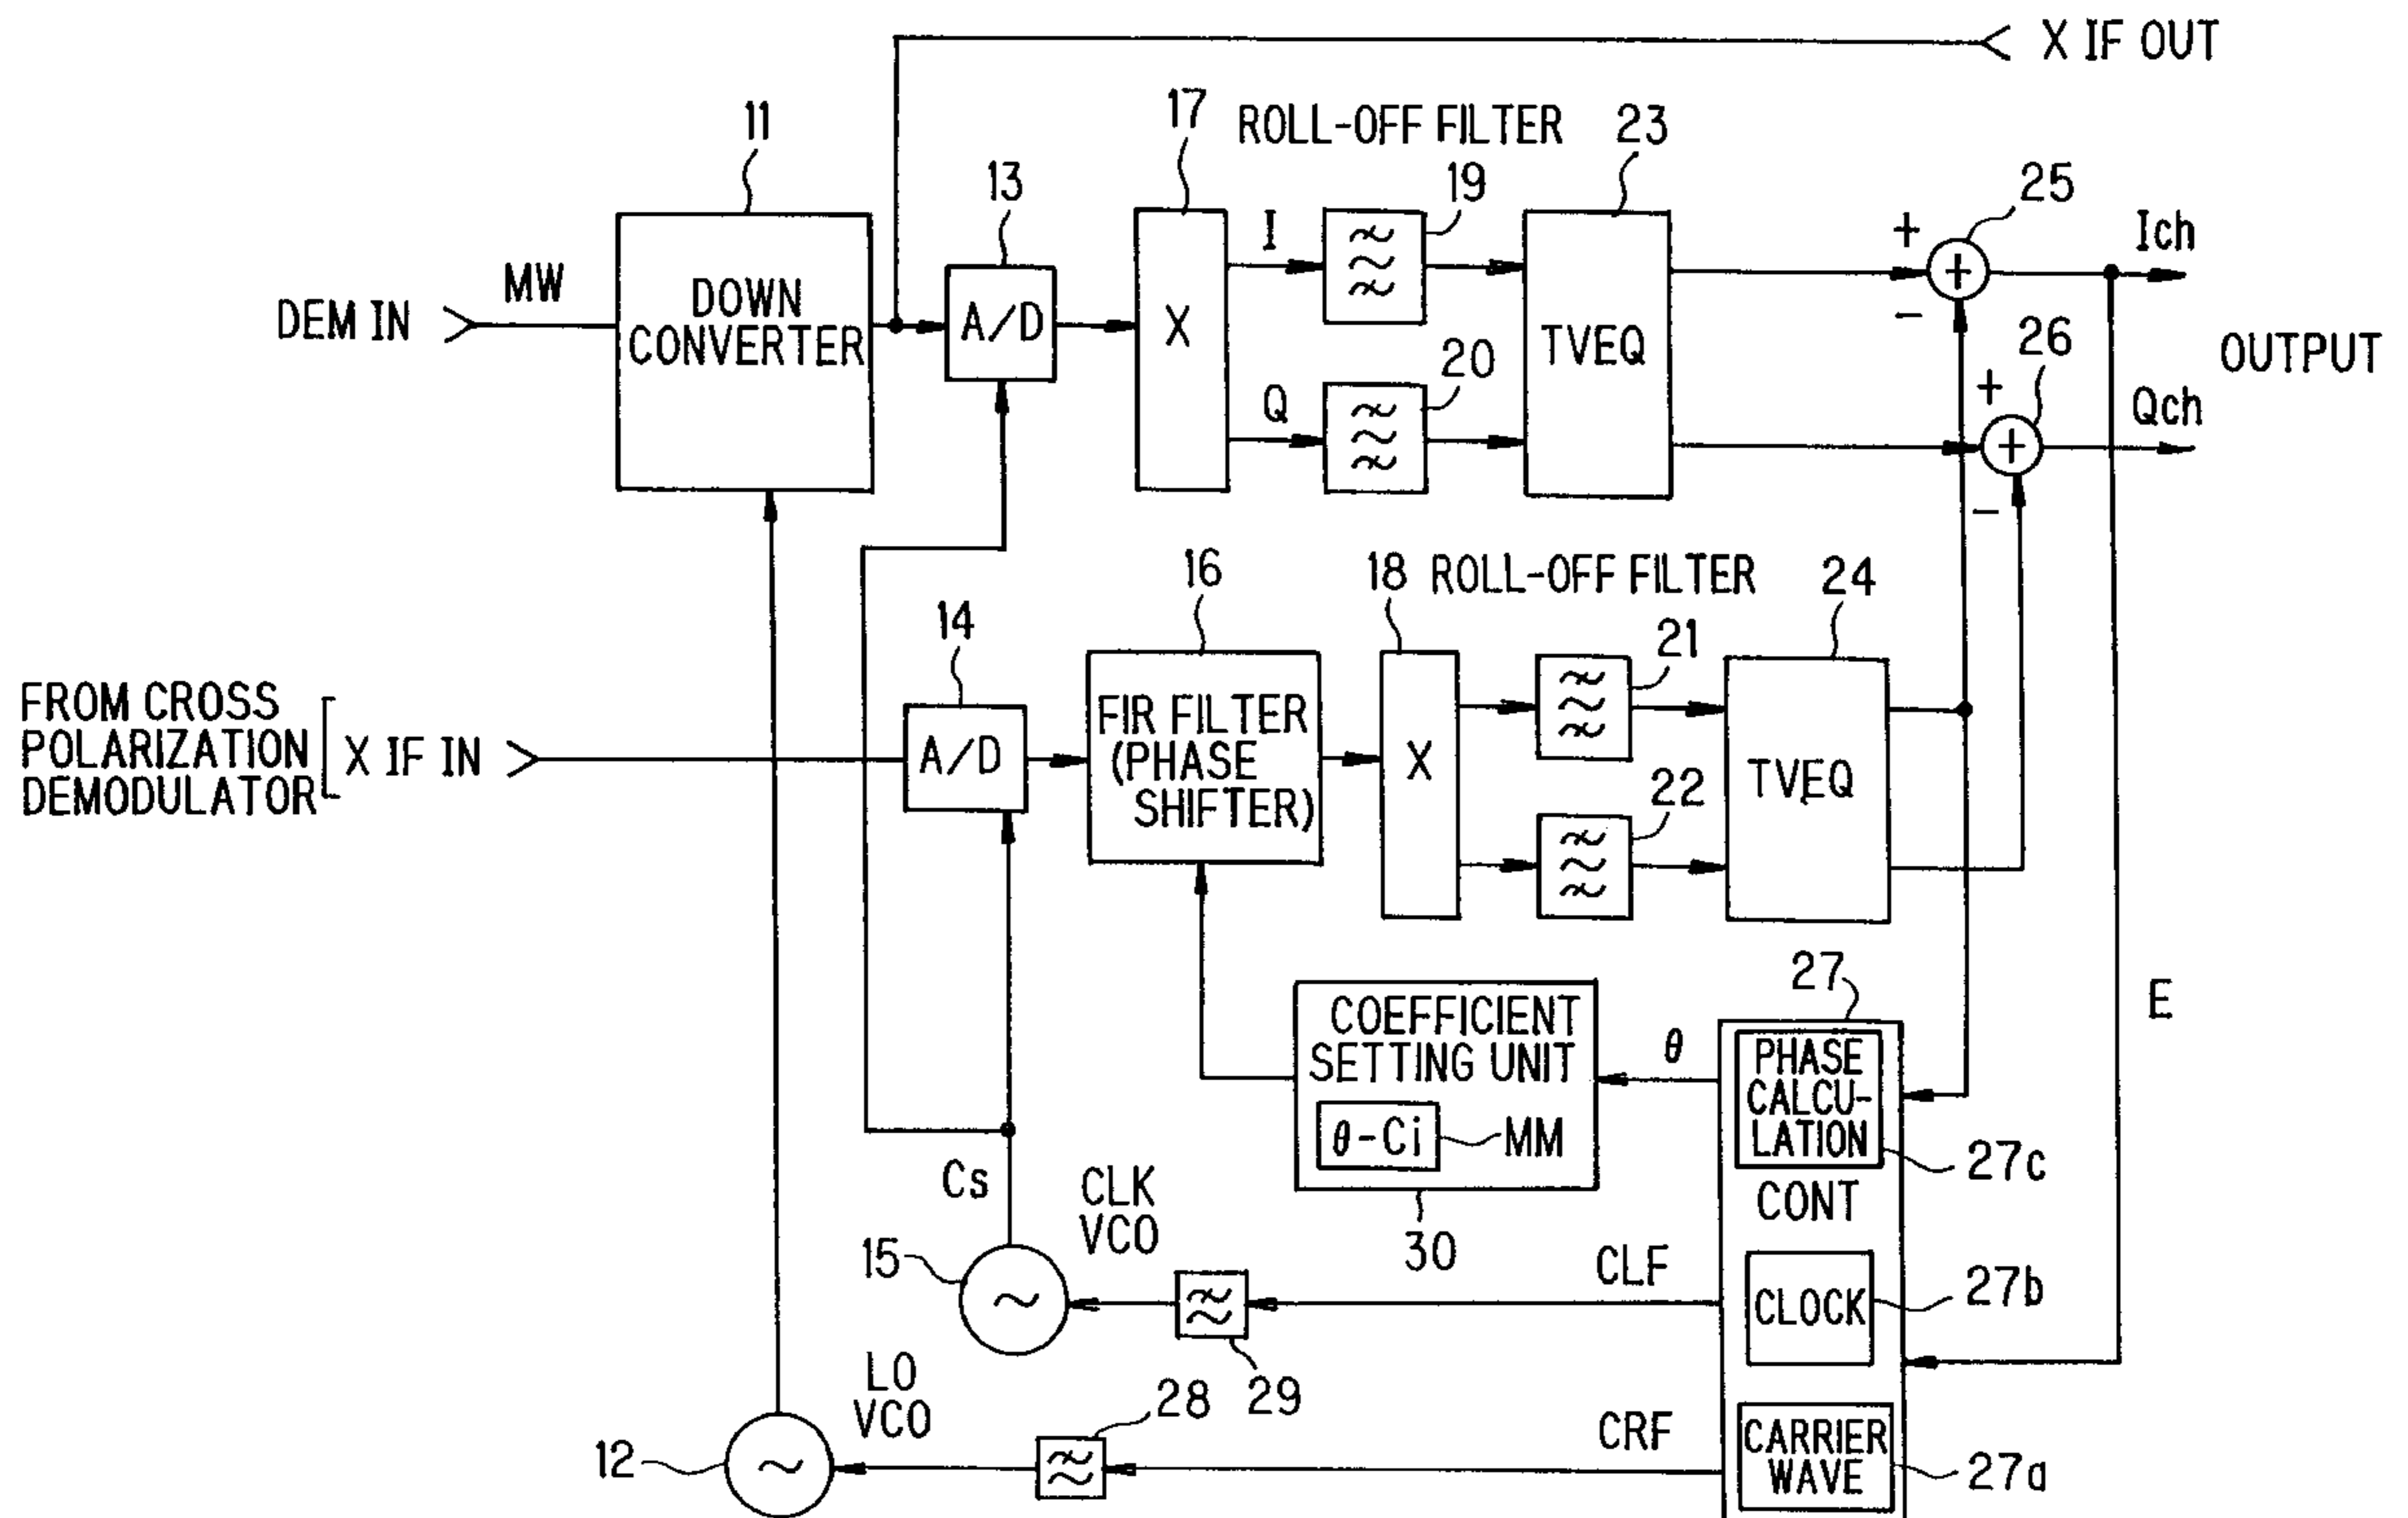 X IF OUT
11
17
ROLL-OFF FILTER
23
13
19
25
MW
DEM IN
DOWN
CONVERTER
A/D
X
I
TVEQ
+
+
Ich
-
26
OUTPUT
20
Q
+
+
Qch
-
16
18
ROLL-OFF FILTER
24
14
21
FROM CROSS
POLARIZATION
DEMODULATOR
X IF IN
A/D
FIR FILTER
(PHASE
SHIFTER)
X
22
TVEQ
27
E
COEFFICIENT
SETTING UNIT
θ
PHASE
CALCU-
LATION
θ-Ci
MM
27c
CONT
Cs
CLK
VCO
30
15
CLF
CLOCK
27b
29
LO
VCO
28
12
CRF
CARRIER
WAVE
27a